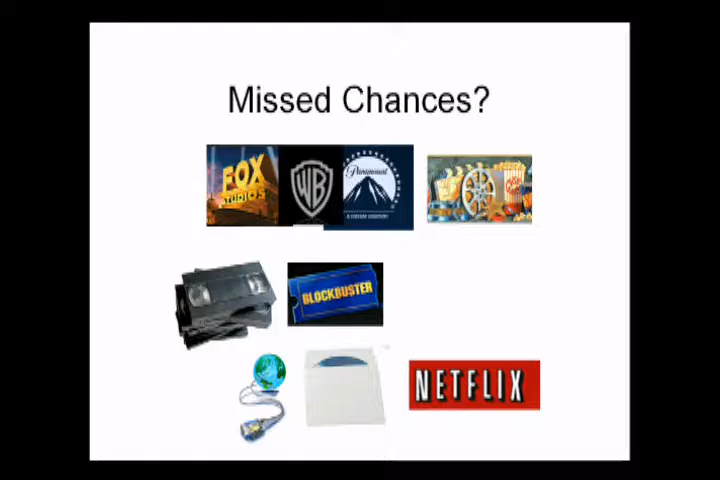 Missed Chances?
FOX
STUDIOS
WB
Paramount
BLOCKBUSTER
NETFLIX